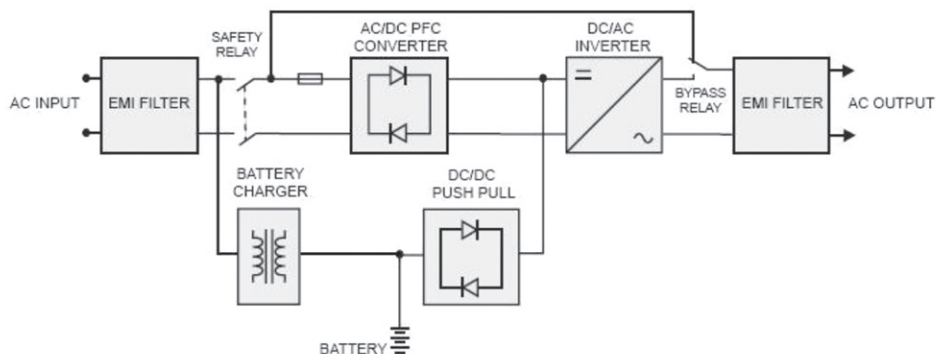 SAFETY
RELAY
AC/DC PFC
CONVERTER
DC/AC
INVERTER
AC INPUT
EMI FILTER
BYPASS
RELAY
EMI FILTER
AC OUTPUT
BATTERY
CHARGER
DC/DC
PUSH PULL
BATTERY